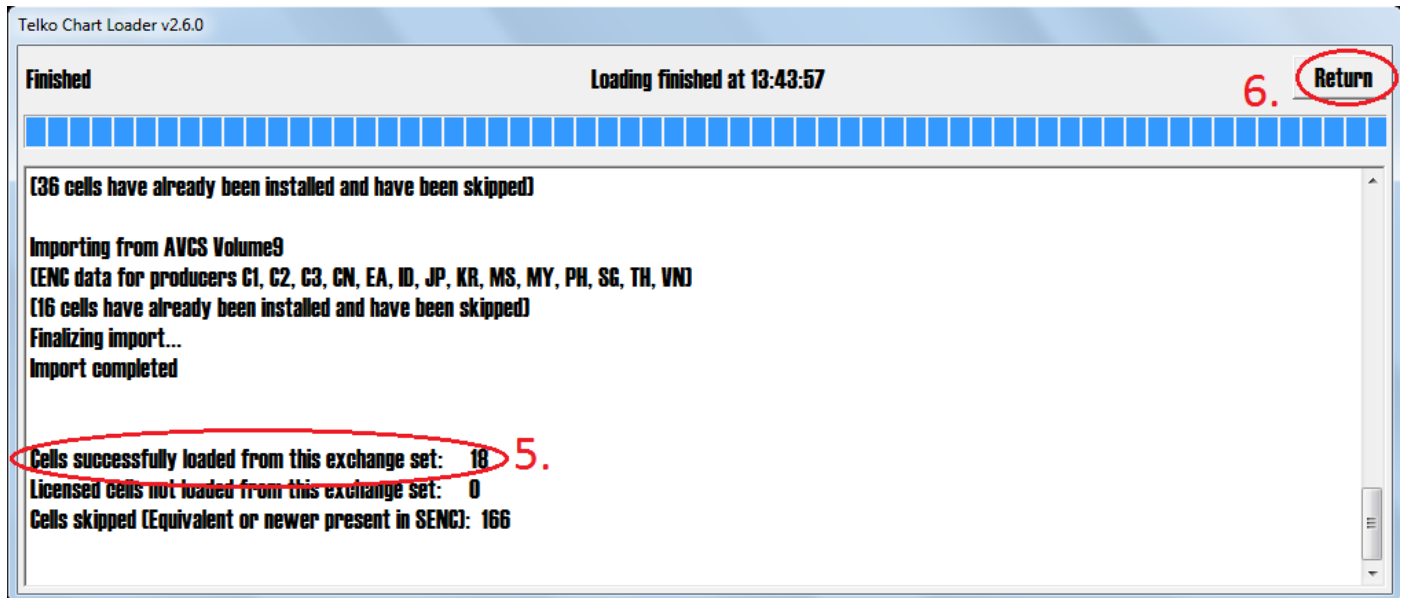 Telko Chart Loader v2.6.0
Finished
Loading finished at 13:43:57
6.
Return
(36 cells have already been installed and have been skipped)
Importing from AVCS Volume9
(ENC data for producers C1, C2, C3, CN, EA, ID, JP, KR, MS, MY, PH, SG, TH, VN)
(16 cells have already been installed and have been skipped)
Finalizing import...
Import completed
Cells successfully loaded from this exchange set: 18
5.
Licensed cells not loaded from this exchange set: 0
Cells skipped (Equivalent or newer present in SENC): 166